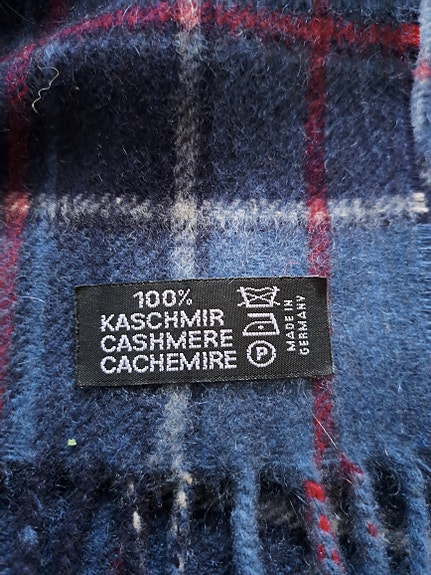 100%
KASCHMIR
CASHMERE
CACHEMIRE
P
MADE IN
GERMANY